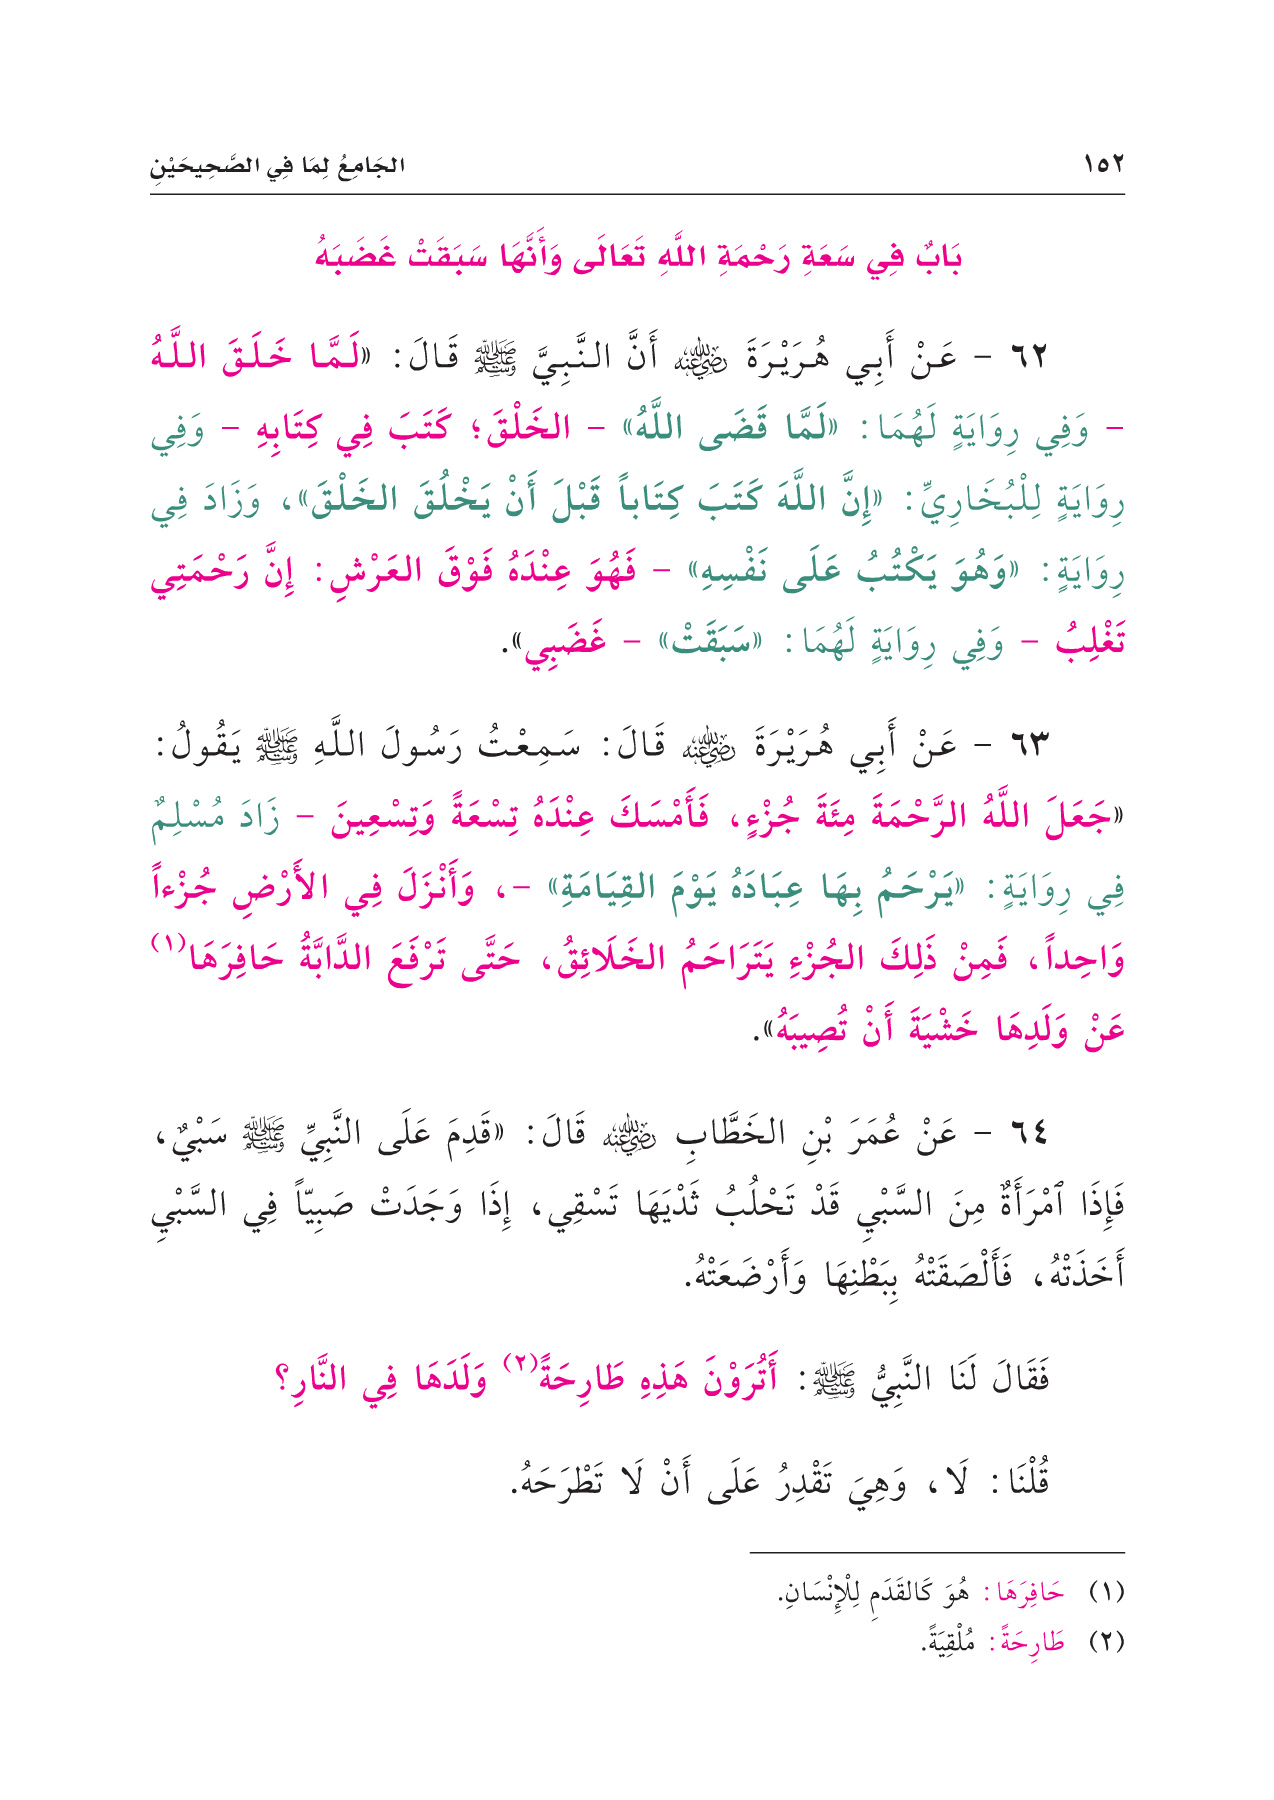 ١٥٢ الجَامِعُ لِمَا فِي الصَّحِيحَيْنِ
بَابٌ فِي سَعَةِ رَحْمَةِ اللَّهِ تَعَالَى وَأَنَّهَا سَبَقَتْ غَضَبَهُ
٦٢ - عَنْ أَبِي هُرَيْرَةَ رضي الله عنه أَنَّ النَّبِيَّ ﷺ قَالَ: «لَمَّا خَلَقَ اللَّهُ
- وَفِي رِوَايَةٍ لَهُمَا: «لَمَّا قَضَى اللَّهُ» - الخَلْقَ؛ كَتَبَ فِي كِتَابِهِ - وَفِي
رِوَايَةٍ لِلْبُخَارِيِّ: «إِنَّ اللَّهَ كَتَبَ كِتَاباً قَبْلَ أَنْ يَخْلُقَ الخَلْقَ»، وَزَادَ فِي
رِوَايَةٍ: «وَهُوَ يَكْتُبُ عَلَى نَفْسِهِ» - فَهُوَ عِنْدَهُ فَوْقَ العَرْشِ: إِنَّ رَحْمَتِي
تَغْلِبُ - وَفِي رِوَايَةٍ لَهُمَا: «سَبَقَتْ» - غَضَبِي».
٦٣ - عَنْ أَبِي هُرَيْرَةَ رضي الله عنه قَالَ: سَمِعْتُ رَسُولَ اللَّهِ ﷺ يَقُولُ:
«جَعَلَ اللَّهُ الرَّحْمَةَ مِئَةَ جُزْءٍ، فَأَمْسَكَ عِنْدَهُ تِسْعَةً وَتِسْعِينَ - زَادَ مُسْلِمٌ
فِي رِوَايَةٍ: «يَرْحَمُ بِهَا عِبَادَهُ يَوْمَ القِيَامَةِ» -، وَأَنْزَلَ فِي الأَرْضِ جُزْءاً
وَاحِداً، فَمِنْ ذَلِكَ الجُزْءِ يَتَرَاحَمُ الخَلَائِقُ، حَتَّى تَرْفَعَ الدَّابَّةُ حَافِرَهَا(١)
عَنْ وَلَدِهَا خَشْيَةَ أَنْ تُصِيبَهُ».
٦٤ - عَنْ عُمَرَ بْنِ الخَطَّابِ رضي الله عنه قَالَ: «قَدِمَ عَلَى النَّبِيِّ ﷺ سَبْيٌ،
فَإِذَا ٱمْرَأَةٌ مِنَ السَّبْيِ قَدْ تَحْلُبُ ثَدْيَهَا تَسْقِي، إِذَا وَجَدَتْ صَبِيّاً فِي السَّبْيِ
أَخَذَتْهُ، فَأَلْصَقَتْهُ بِبَطْنِهَا وَأَرْضَعَتْهُ.
فَقَالَ لَنَا النَّبِيُّ ﷺ: أَتُرَوْنَ هَذِهِ طَارِحَةً(٢) وَلَدَهَا فِي النَّارِ؟
قُلْنَا: لَا، وَهِيَ تَقْدِرُ عَلَى أَنْ لَا تَطْرَحَهُ.
(١) حَافِرَهَا: هُوَ كَالقَدَمِ لِلْإِنْسَانِ.
(٢) طَارِحَةً: مُلْقِيَةً.